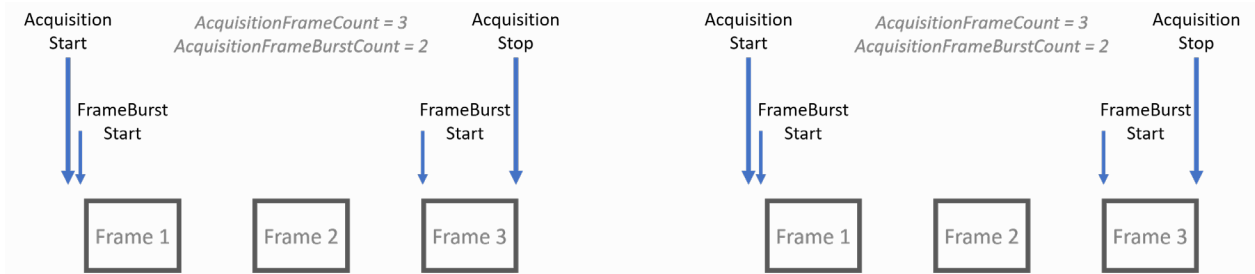 Acquisition
Start
AcquisitionFrameCount = 3
AcquisitionFrameBurstCount = 2
Acquisition
Stop
FrameBurst
Start
FrameBurst
Start
Frame 1
Frame 2
Frame 3
Acquisition
Start
AcquisitionFrameCount = 3
AcquisitionFrameBurstCount = 2
Acquisition
Stop
FrameBurst
Start
FrameBurst
Start
Frame 1
Frame 2
Frame 3